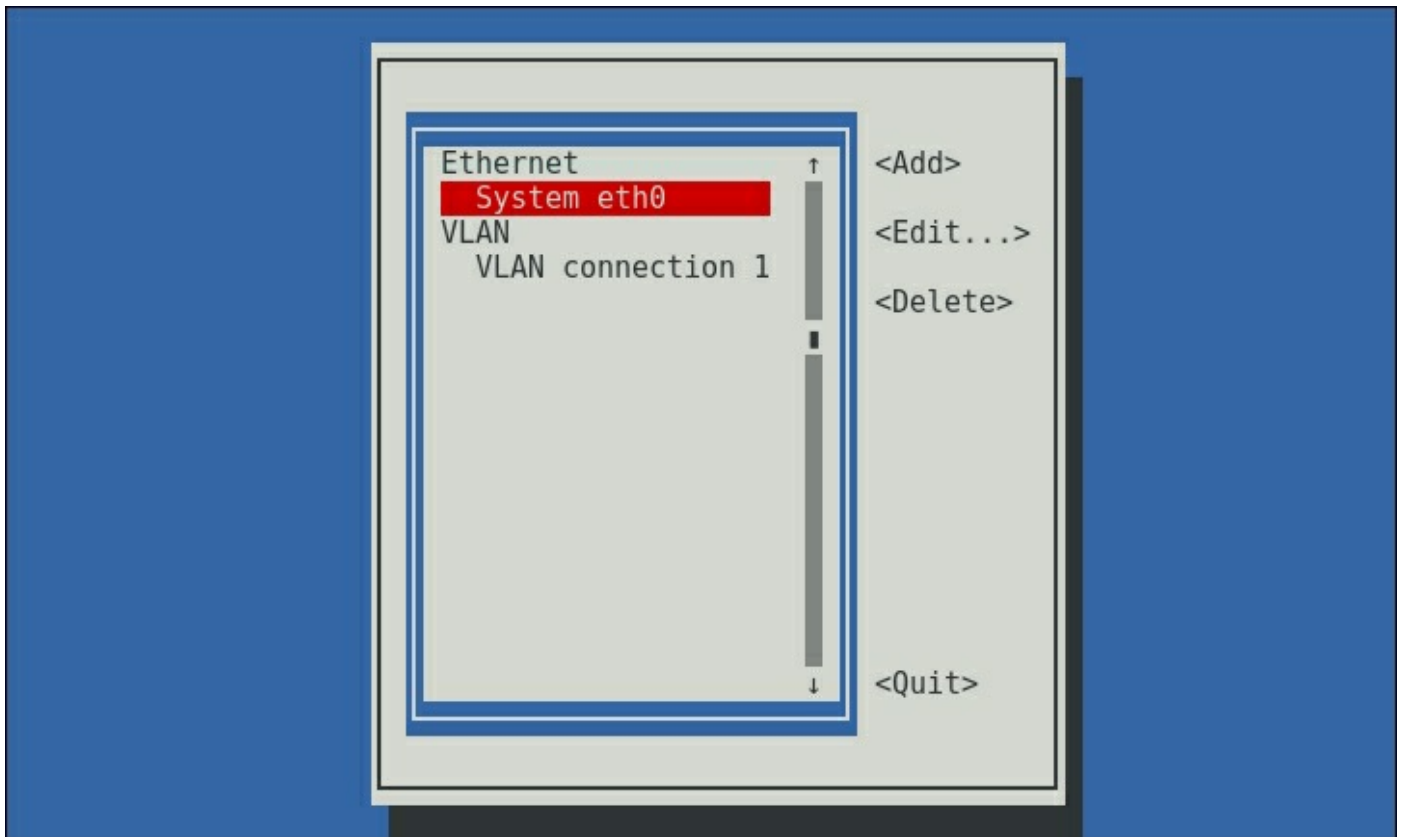 Ethernet ↑ <Add>
System eth0
VLAN <Edit...>
VLAN connection 1
<Delete>
↓ <Quit>